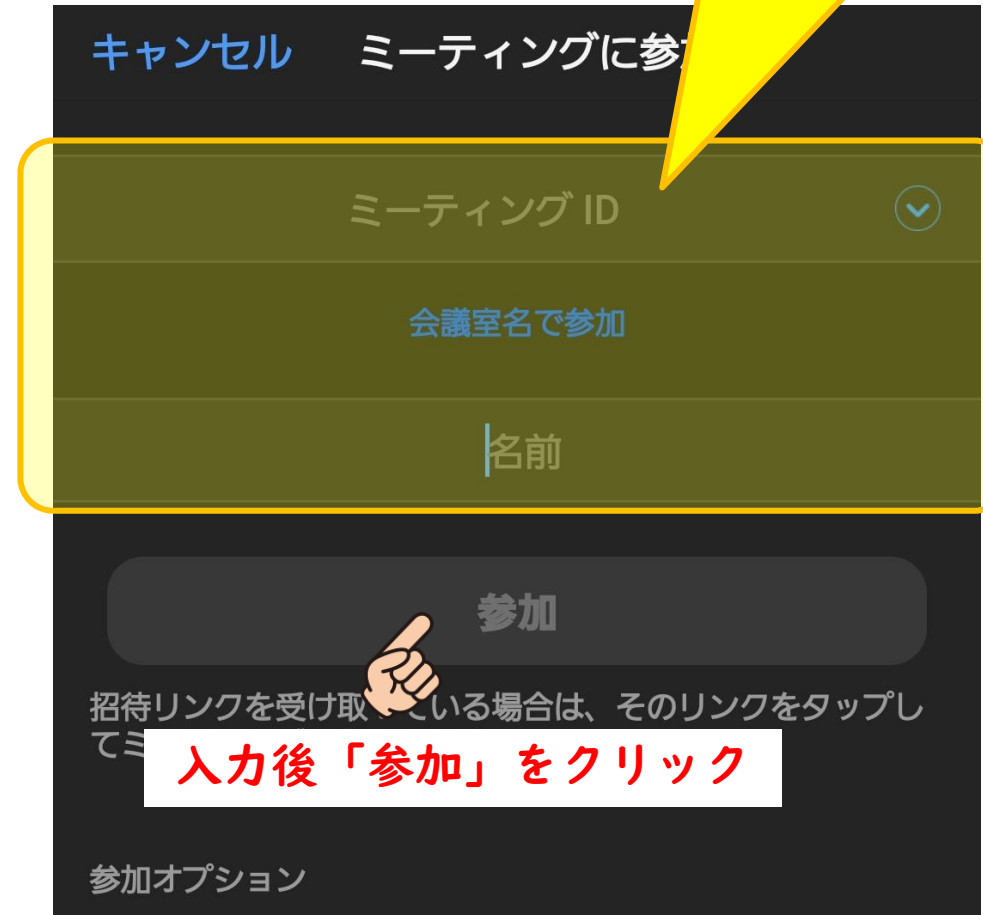 キャンセル ミーティングに参
ミーティング ID
会議室名で参加
名前
参加
招待リンクを受け取 ている場合は、そのリンクをタップし
てミ
入力後「参加」をクリック
参加オプション